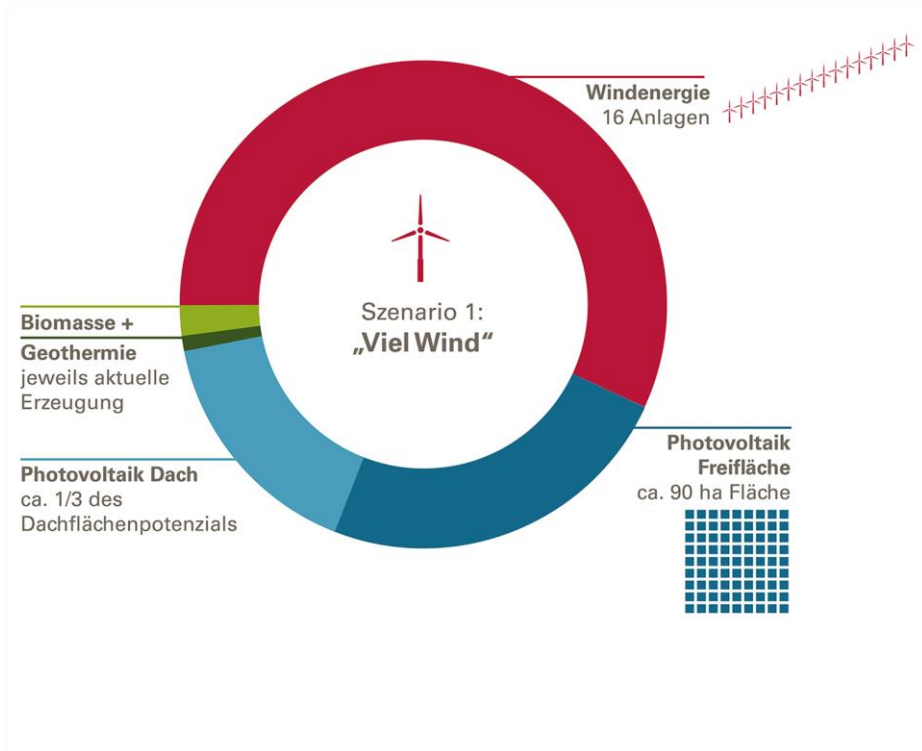 Windenergie
16 Anlagen
Szenario 1:
„Viel Wind“
Biomasse +
Geothermie
jeweils aktuelle
Erzeugung
Photovoltaik Dach
ca. 1/3 des
Dachflächenpotenzials
Photovoltaik
Freifläche
ca. 90 ha Fläche